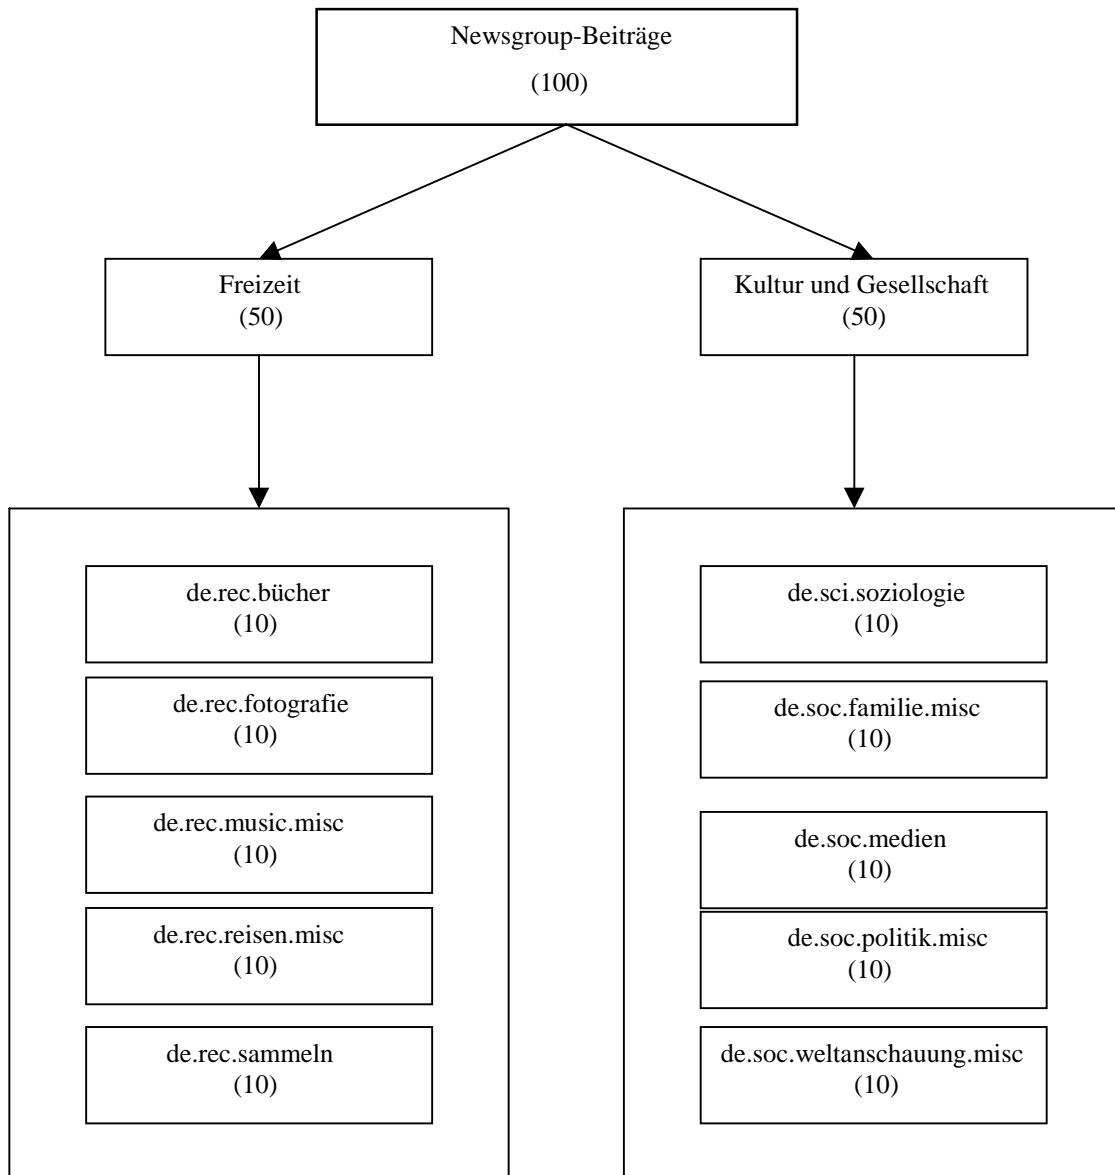 Newsgroup-Beiträge
(100)
Freizeit
(50)
Kultur und Gesellschaft
(50)
de.rec.bücher
(10)
de.rec.fotografie
(10)
de.rec.music.misc
(10)
de.rec.reisen.misc
(10)
de.rec.sammeln
(10)
de.sci.soziologie
(10)
de.soc.familie.misc
(10)
de.soc.medien
(10)
de.soc.politik.misc
(10)
de.soc.weltanschauung.misc
(10)